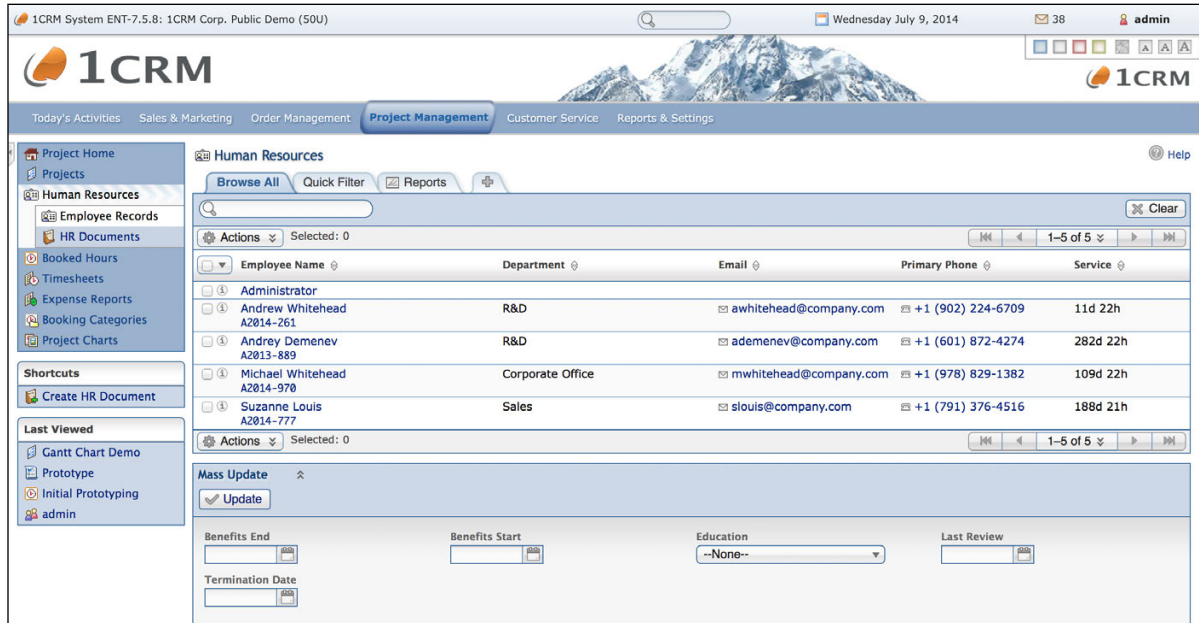 1CRM System ENT-7.5.8: 1CRM Corp. Public Demo (50U) Wednesday July 9, 2014 38 admin
1CRM
A A A
1CRM
Today's Activities Sales & Marketing Order Management Project Management Customer Service Reports & Settings
Project Home
Projects
Human Resources
Employee Records
HR Documents
Booked Hours
Timesheets
Expense Reports
Booking Categories
Project Charts
Shortcuts
Create HR Document
Last Viewed
Gantt Chart Demo
Prototype
Initial Prototyping
admin
Human Resources Help
Browse All Quick Filter Reports
Clear
Actions Selected: 0 1–5 of 5
Employee Name Department Email Primary Phone Service
Administrator
Andrew Whitehead R&D awhitehead@company.com +1 (902) 224-6709 11d 22h
A2014-261
Andrey Demenev R&D ademenev@company.com +1 (601) 872-4274 282d 22h
A2013-889
Michael Whitehead Corporate Office mwhitehead@company.com +1 (978) 829-1382 109d 22h
A2014-970
Suzanne Louis Sales slouis@company.com +1 (791) 376-4516 188d 21h
A2014-777
Actions Selected: 0 1–5 of 5
Mass Update
Update
Benefits End Benefits Start Education Last Review
--None--
Termination Date